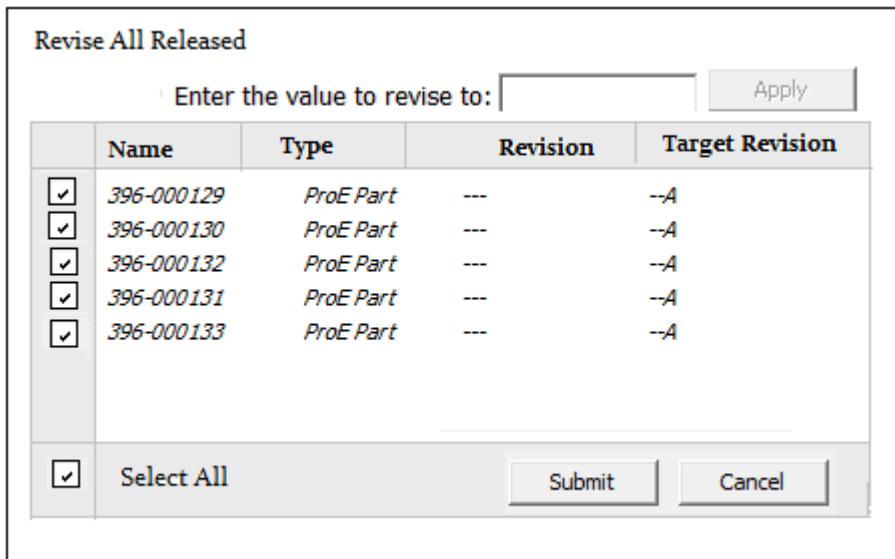 Revise All Released
Enter the value to revise to: Apply
Name Type Revision Target Revision
396-000129 ProE Part --- --A
396-000130 ProE Part --- --A
396-000132 ProE Part --- --A
396-000131 ProE Part --- --A
396-000133 ProE Part --- --A
Select All Submit Cancel